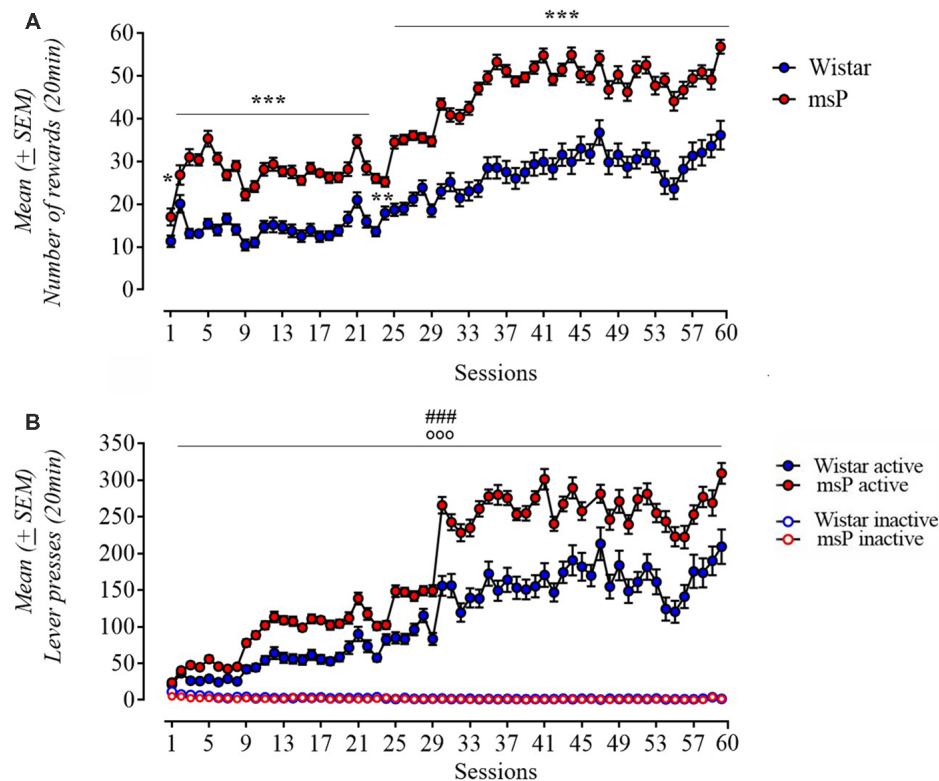 A
Mean (± SEM)
Number of rewards (20min)
60
50
40
30
20
10
0
*
***
**
***
Wistar
msP
1 5 9 13 17 21 25 29 33 37 41 45 49 53 57 60
Sessions
B
Mean (± SEM)
Lever presses (20min)
350
300
250
200
150
100
50
0
###
ooo
Wistar active
msP active
Wistar inactive
msP inactive
1 5 9 13 17 21 25 29 33 37 41 45 49 53 57 60
Sessions